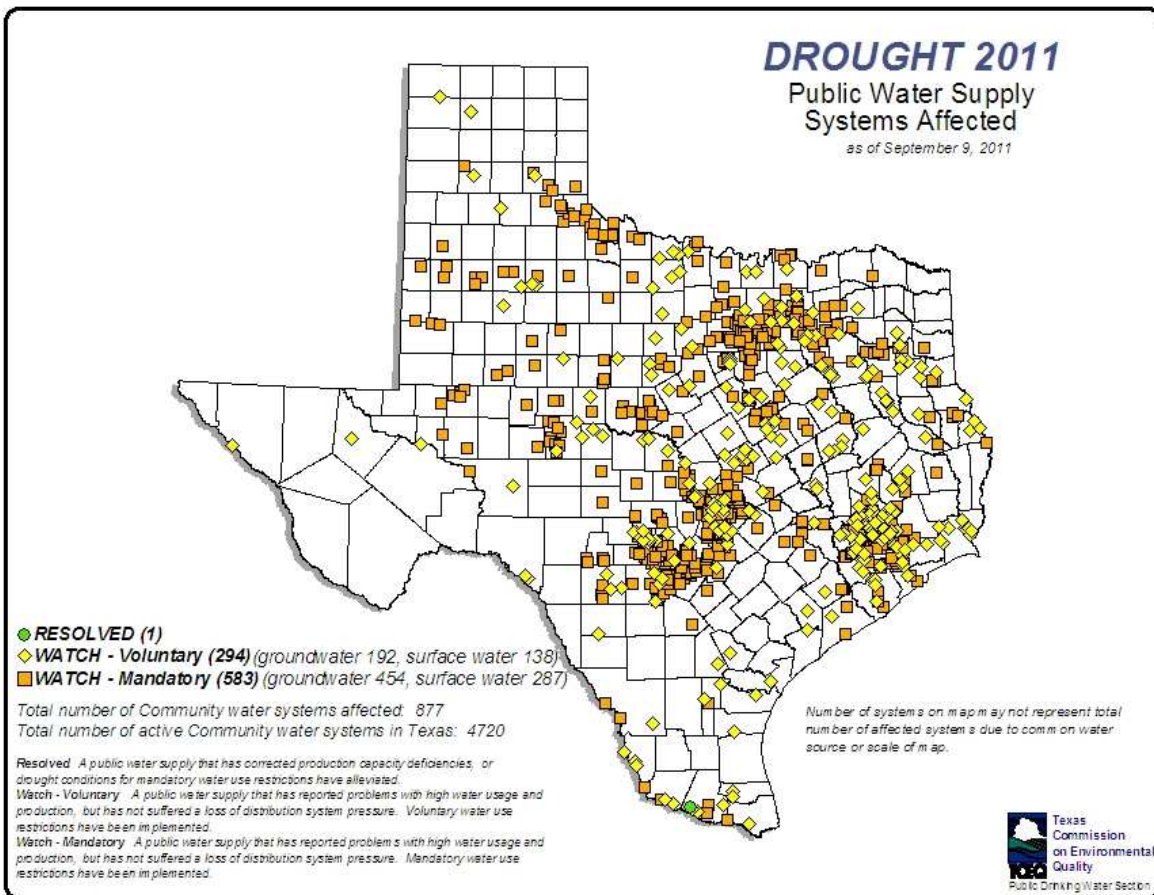 DROUGHT 2011
Public Water Supply
Systems Affected
as of September 9, 2011
RESOLVED (1)
WATCH - Voluntary (294) (groundwater 192, surface water 138)
WATCH - Mandatory (583) (groundwater 454, surface water 287)
Total number of Community water systems affected: 877
Total number of active Community water systems in Texas: 4720
Resolved A public water supply that has corrected production capacity deficiencies, or
drought conditions for mandatory water use restrictions have alleviated.
Watch - Voluntary A public water supply that has reported problems with high water usage and
production, but has not suffered a loss of distribution system pressure. Voluntary water use
restrictions have been implemented.
Watch - Mandatory A public water supply that has reported problems with high water usage and
production, but has not suffered a loss of distribution system pressure. Mandatory water use
restrictions have been implemented.
Number of systems on map may not represent total
number of affected systems due to common water
source or scale of map.
TCEQ
Texas
Commission
on Environmental
Quality
Public Drinking Water Section